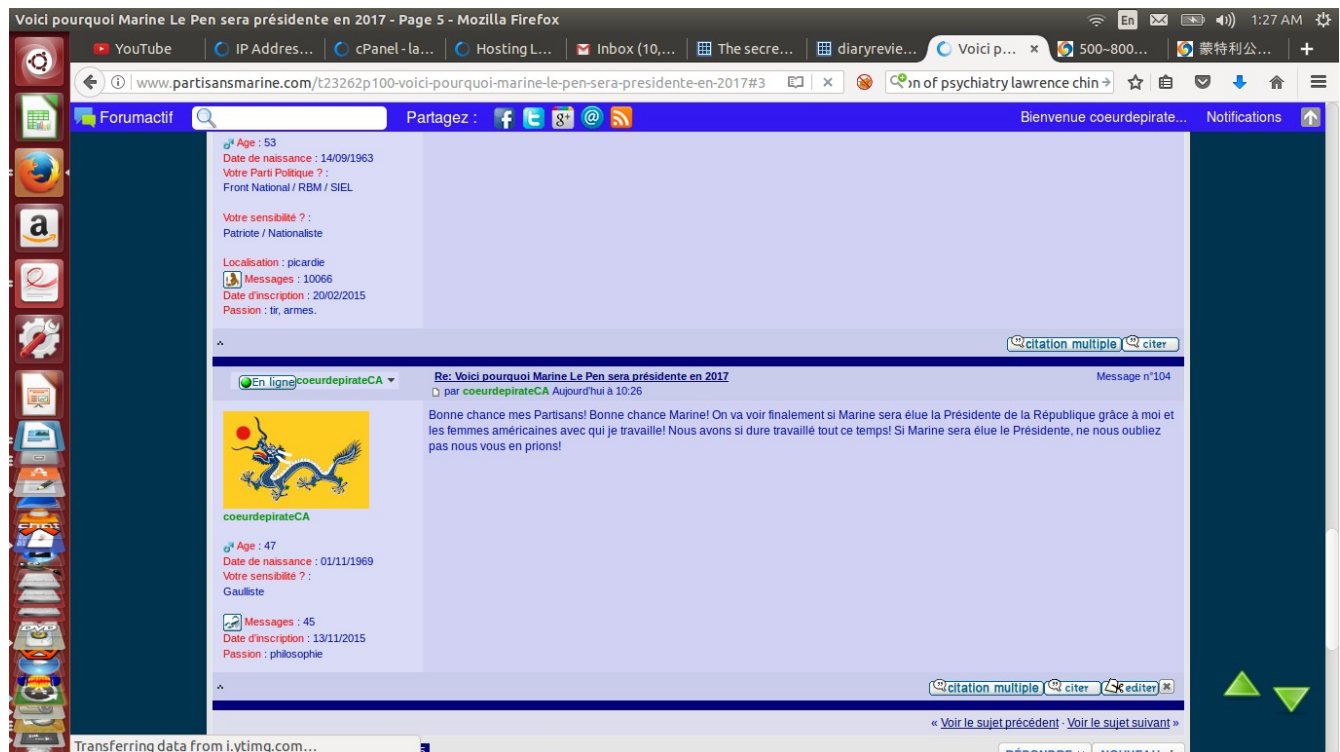 Voici pourquoi Marine Le Pen sera présidente en 2017 - Page 5 - Mozilla Firefox
En
1:27 AM
YouTube
IP Addres...
cPanel - la...
Hosting L...
Inbox (10,...
The secre...
diaryrevie...
Voici p...
500~800...
蒙特利公...
www.partisansmarine.com/t23262p100-voici-pourquoi-marine-le-pen-sera-presidente-en-2017#3
on of psychiatry lawrence chin
Forumactif
Partagez :
Bienvenue coeurdepirate...
Notifications
Age : 53
Date de naissance : 14/09/1963
Votre Parti Politique ? :
Front National / RBM / SIEL
Votre sensibilité ? :
Patriote / Nationaliste
Localisation : picardie
Messages : 10066
Date d'inscription : 20/02/2015
Passion : tir, armes.
citation multiple
citer
En ligne
coeurdepirateCA
Re: Voici pourquoi Marine Le Pen sera présidente en 2017
Message n°104
par coeurdepirateCA Aujourd'hui à 10:26
Bonne chance mes Partisans! Bonne chance Marine! On va voir finalement si Marine sera élue la Présidente de la République grâce à moi et
les femmes américaines avec qui je travaille! Nous avons si dure travaillé tout ce temps! Si Marine sera élue le Présidente, ne nous oubliez
pas nous vous en prions!
coeurdepirateCA
Age : 47
Date de naissance : 01/11/1969
Votre sensibilité ? :
Gaulliste
Messages : 45
Date d'inscription : 13/11/2015
Passion : philosophie
citation multiple
citer
editer
« Voir le sujet précédent · Voir le sujet suivant »
Transferring data from i.ytimg.com...
RÉPONDRE
NOUVEAU